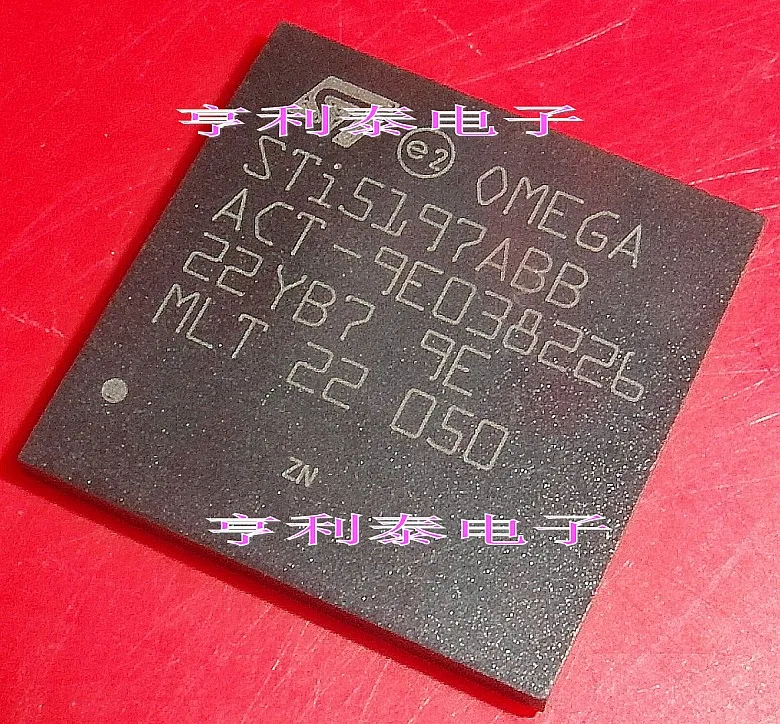 亨利泰电子
ST e2 OMEGA
STi5197ABB
ACT-9E038226
22YB7 9E
MLT 22 050
ZN
亨利泰电子